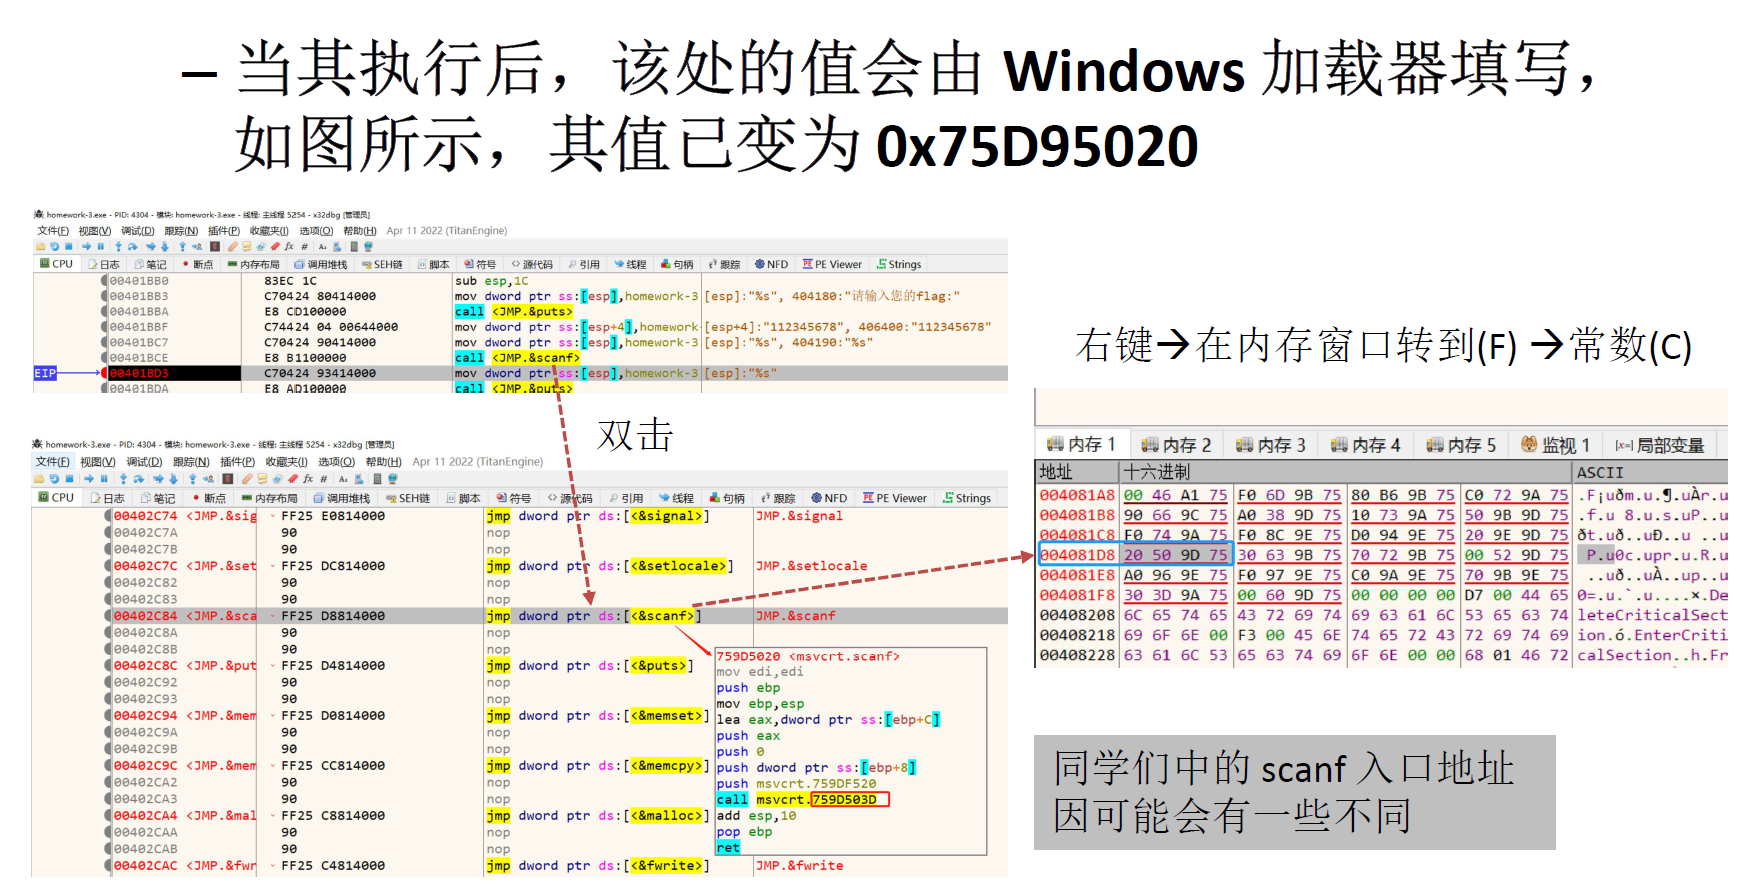 – 当其执行后，该处的值会由 Windows 加载器填写，
如图所示，其值已变为 0x75D95020
homework-3.exe - PID: 4304 - 模块: homework-3.exe - 线程: 主线程 5254 - x32dbg [管理员]
文件(F) 视图(V) 调试(D) 跟踪(N) 插件(P) 收藏夹(I) 选项(O) 帮助(H) Apr 11 2022 (TitanEngine)
CPU 日志 笔记 断点 内存布局 调用堆栈 SEH链 脚本 符号 源代码 引用 线程 句柄 跟踪 NFD PE Viewer Strings
00401BB0 83EC 1C sub esp,1C
00401BB3 C70424 80414000 mov dword ptr ss:[esp],homework-3 [esp]:"%s", 404180:"请输入您的flag:"
00401BBA E8 CD100000 call <JMP.&puts>
00401BBF C74424 04 00644000 mov dword ptr ss:[esp+4],homework- [esp+4]:"112345678", 406400:"112345678"
00401BC7 C70424 90414000 mov dword ptr ss:[esp],homework-3 [esp]:"%s", 404190:"%s"
00401BCE E8 B1100000 call <JMP.&scanf>
EIP 00401BD3 C70424 93414000 mov dword ptr ss:[esp],homework-3 [esp]:"%s"
00401BDA E8 AD100000 call <JMP.&puts>
双击
homework-3.exe - PID: 4304 - 模块: homework-3.exe - 线程: 主线程 5254 - x32dbg [管理员]
文件(F) 视图(V) 调试(D) 跟踪(N) 插件(P) 收藏夹(I) 选项(O) 帮助(H) Apr 11 2022 (TitanEngine)
CPU 日志 笔记 断点 内存布局 调用堆栈 SEH链 脚本 符号 源代码 引用 线程 句柄 跟踪 NFD PE Viewer Strings
00402C74 <JMP.&sig FF25 E0814000 jmp dword ptr ds:[<&signal>] JMP.&signal
00402C7A 90 nop
00402C7B 90 nop
00402C7C <JMP.&set FF25 DC814000 jmp dword ptr ds:[<&setlocale>] JMP.&setlocale
00402C82 90 nop
00402C83 90 nop
00402C84 <JMP.&sca FF25 D8814000 jmp dword ptr ds:[<&scanf>] JMP.&scanf
00402C8A 90 nop
00402C8B 90 nop
00402C8C <JMP.&put FF25 D4814000 jmp dword ptr ds:[<&puts>]
00402C92 90 nop
00402C93 90 nop
00402C94 <JMP.&mem FF25 D0814000 jmp dword ptr ds:[<&memset>]
00402C9A 90 nop
00402C9B 90 nop
00402C9C <JMP.&mem FF25 CC814000 jmp dword ptr ds:[<&memcpy>]
00402CA2 90 nop
00402CA3 90 nop
00402CA4 <JMP.&mal FF25 C8814000 jmp dword ptr ds:[<&malloc>]
00402CAA 90 nop
00402CAB 90 nop
00402CAC <JMP.&fwr FF25 C4814000 jmp dword ptr ds:[<&fwrite>] JMP.&fwrite
759D5020 <msvcrt.scanf>
mov edi,edi
push ebp
mov ebp,esp
lea eax,dword ptr ss:[ebp+C]
push eax
push 0
push dword ptr ss:[ebp+8]
push msvcrt.759DF520
call msvcrt.759D503D
add esp,10
pop ebp
ret
右键→在内存窗口转到(F) →常数(C)
内存 1 内存 2 内存 3 内存 4 内存 5 监视 1 [x=] 局部变量
地址 十六进制 ASCII
004081A8 00 46 A1 75 F0 6D 9B 75 80 B6 9B 75 C0 72 9A 75 .F¡uðm.u.¶.uÀr.u
004081B8 90 66 9C 75 A0 38 9D 75 10 73 9A 75 50 9B 9D 75 .f.u 8.u.s.uP..u
004081C8 F0 74 9A 75 F0 8C 9E 75 D0 94 9E 75 20 9E 9D 75 ðt.uð..uÐ..u ..u
004081D8 20 50 9D 75 30 63 9B 75 70 72 9B 75 00 52 9D 75 P.u0c.upr.u.R.u
004081E8 A0 96 9E 75 F0 97 9E 75 C0 9A 9E 75 70 9B 9E 75 ..uð..uÀ..up..u
004081F8 30 3D 9A 75 00 60 9D 75 00 00 00 00 D7 00 44 65 0=.u.`.u....×.De
00408208 6C 65 74 65 43 72 69 74 69 63 61 6C 53 65 63 74 leteCriticalSect
00408218 69 6F 6E 00 F3 00 45 6E 74 65 72 43 72 69 74 69 ion.ó.EnterCriti
00408228 63 61 6C 53 65 63 74 69 6F 6E 00 00 68 01 46 72 calSection..h.Fr
同学们中的 scanf 入口地址
因可能会有一些不同